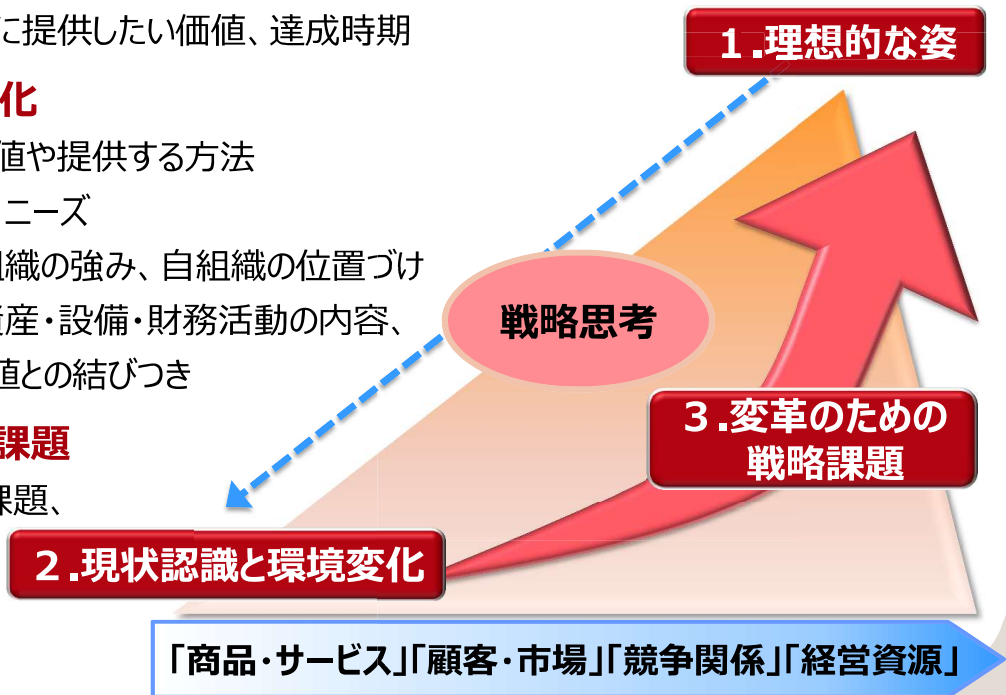 に提供したい価値、達成時期
化
値や提供する方法
ニーズ
組織の強み、自組織の位置づけ
資産・設備・財務活動の内容、
値との結びつき
課題
課題、
１.理想的な姿
戦略思考
３.変革のための
戦略課題
２.現状認識と環境変化
「商品・サービス」「顧客・市場」「競争関係」「経営資源」